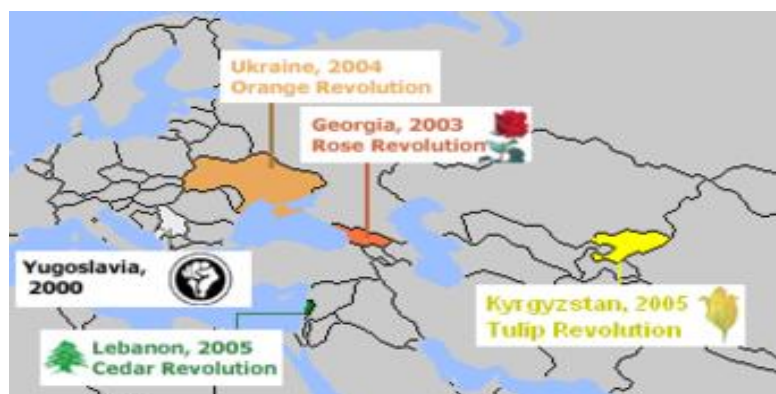 Ukraine, 2004
Orange Revolution
Georgia, 2003
Rose Revolution
Yugoslavia,
2000
Kyrgyzstan, 2005
Tulip Revolution
Lebanon, 2005
Cedar Revolution